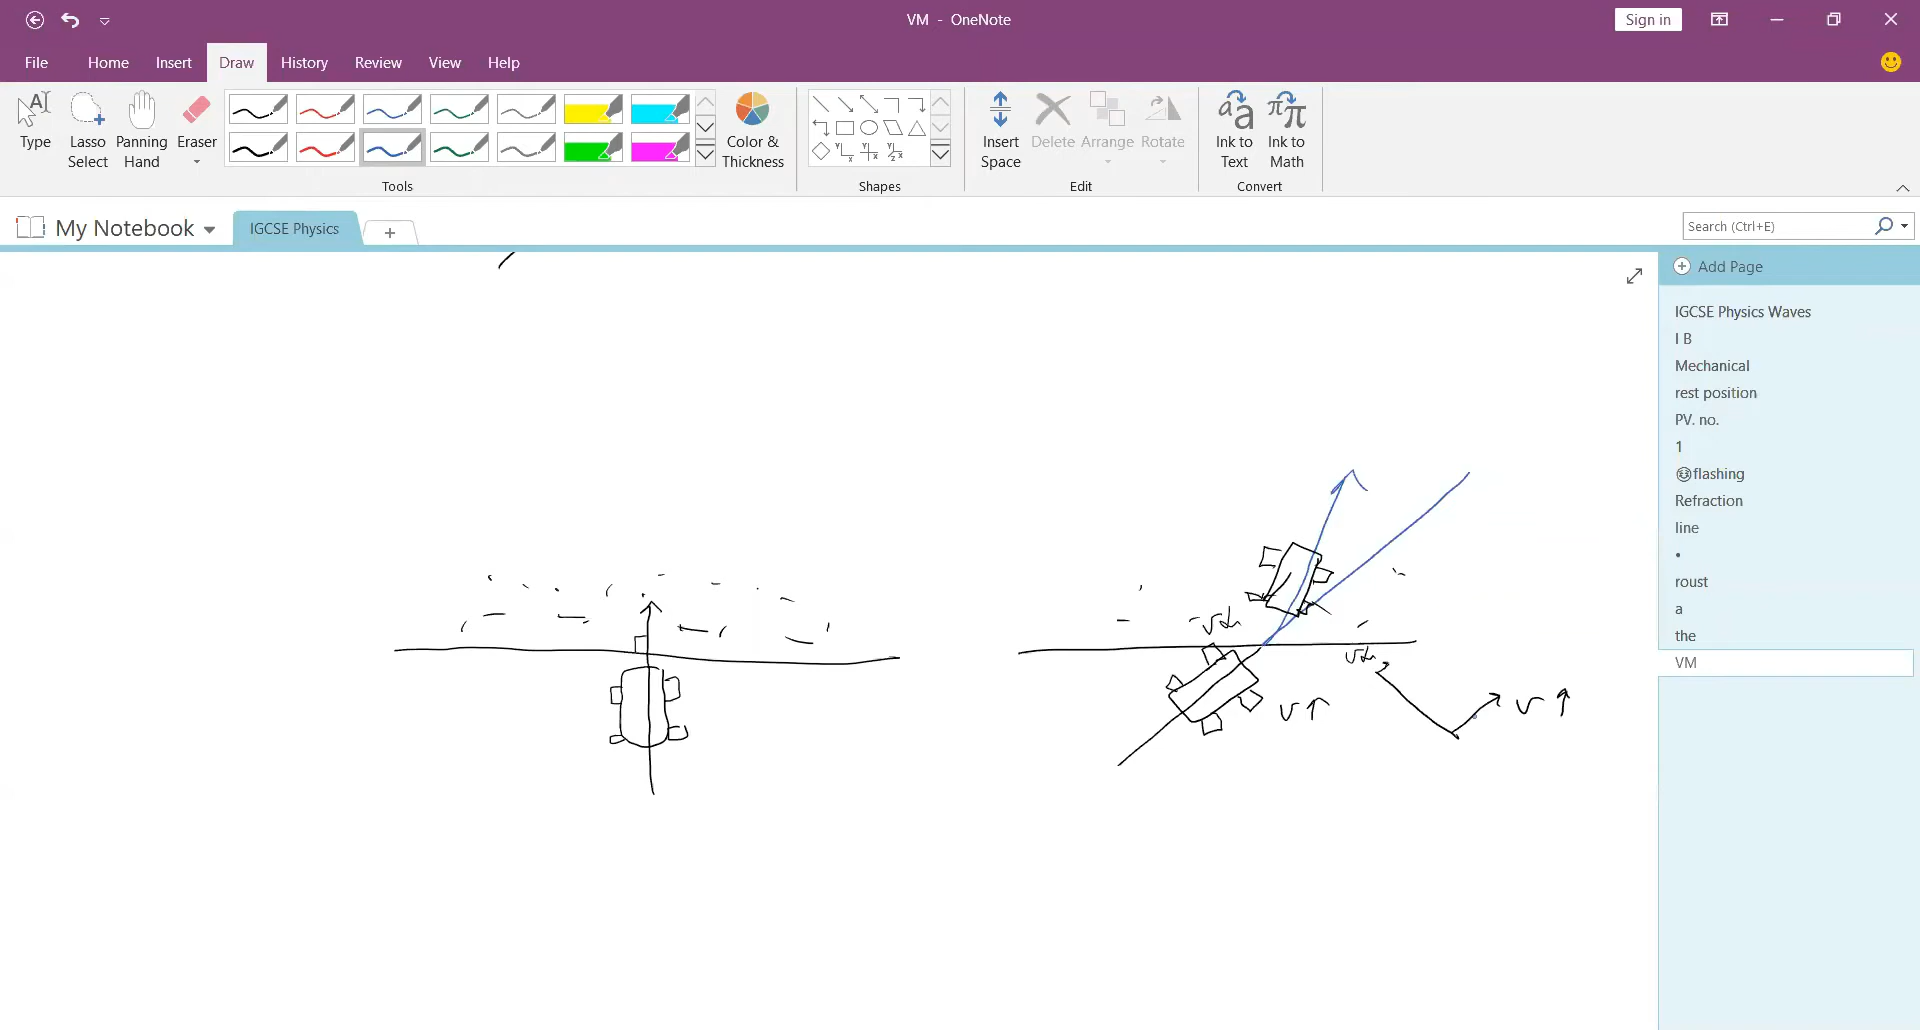 VM - OneNote
Sign in
File Home Insert Draw History Review View Help
Type
Lasso Select
Panning Hand
Eraser
Color & Thickness
Insert Space
Delete
Arrange
Rotate
Ink to Text
Ink to Math
Tools
Shapes
Edit
Convert
My Notebook
IGCSE Physics
Search (Ctrl+E)
Add Page
IGCSE Physics Waves
I B
Mechanical
rest position
PV. no.
1
flashing
Refraction
line
•
roust
a
the
VM
v↓
v↓
v↑
v↑